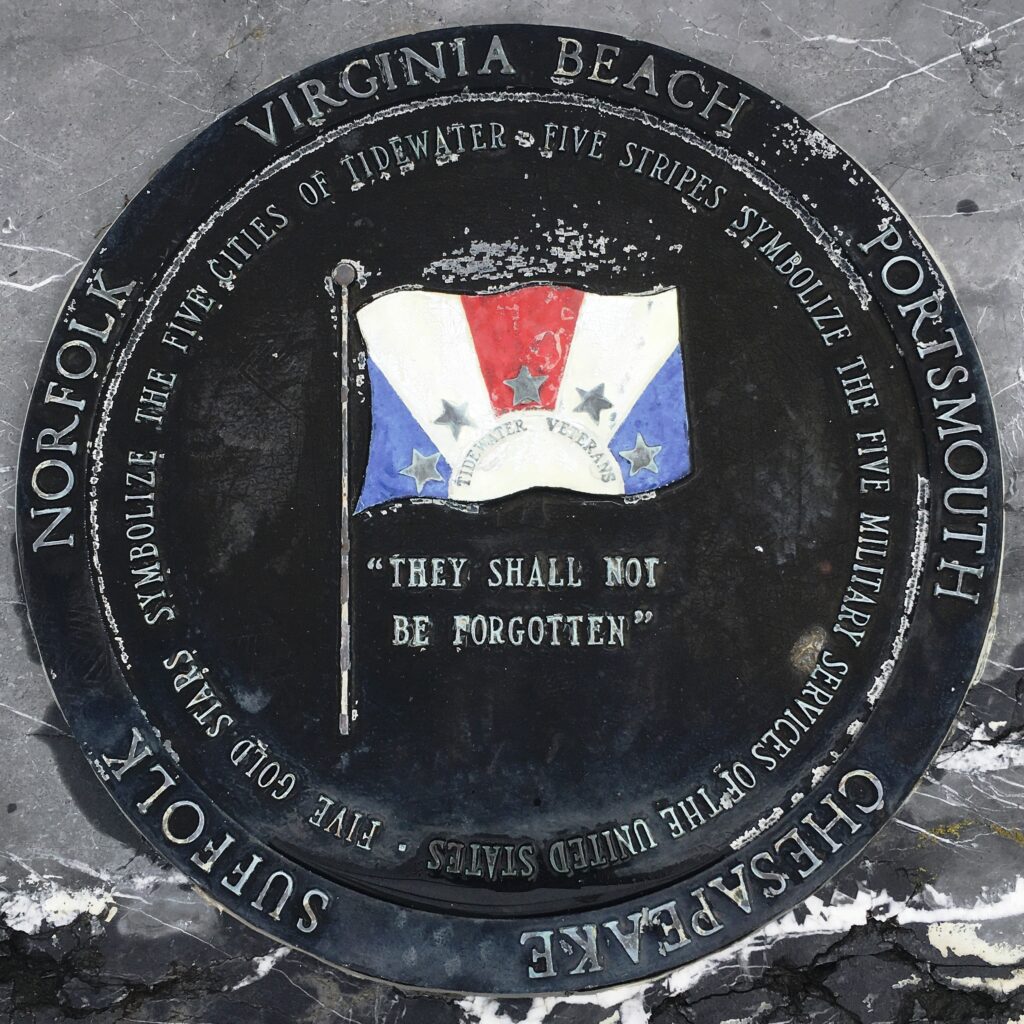 VIRGINIA BEACH
PORTSMOUTH
CHESAPEAKE
SUFFOLK
NORFOLK
FIVE GOLD STARS SYMBOLIZE THE FIVE CITIES OF TIDEWATER • FIVE STRIPES SYMBOLIZE THE FIVE MILITARY SERVICES OF THE UNITED STATES •
TIDEWATER VETERANS
“THEY SHALL NOT
BE FORGOTTEN”